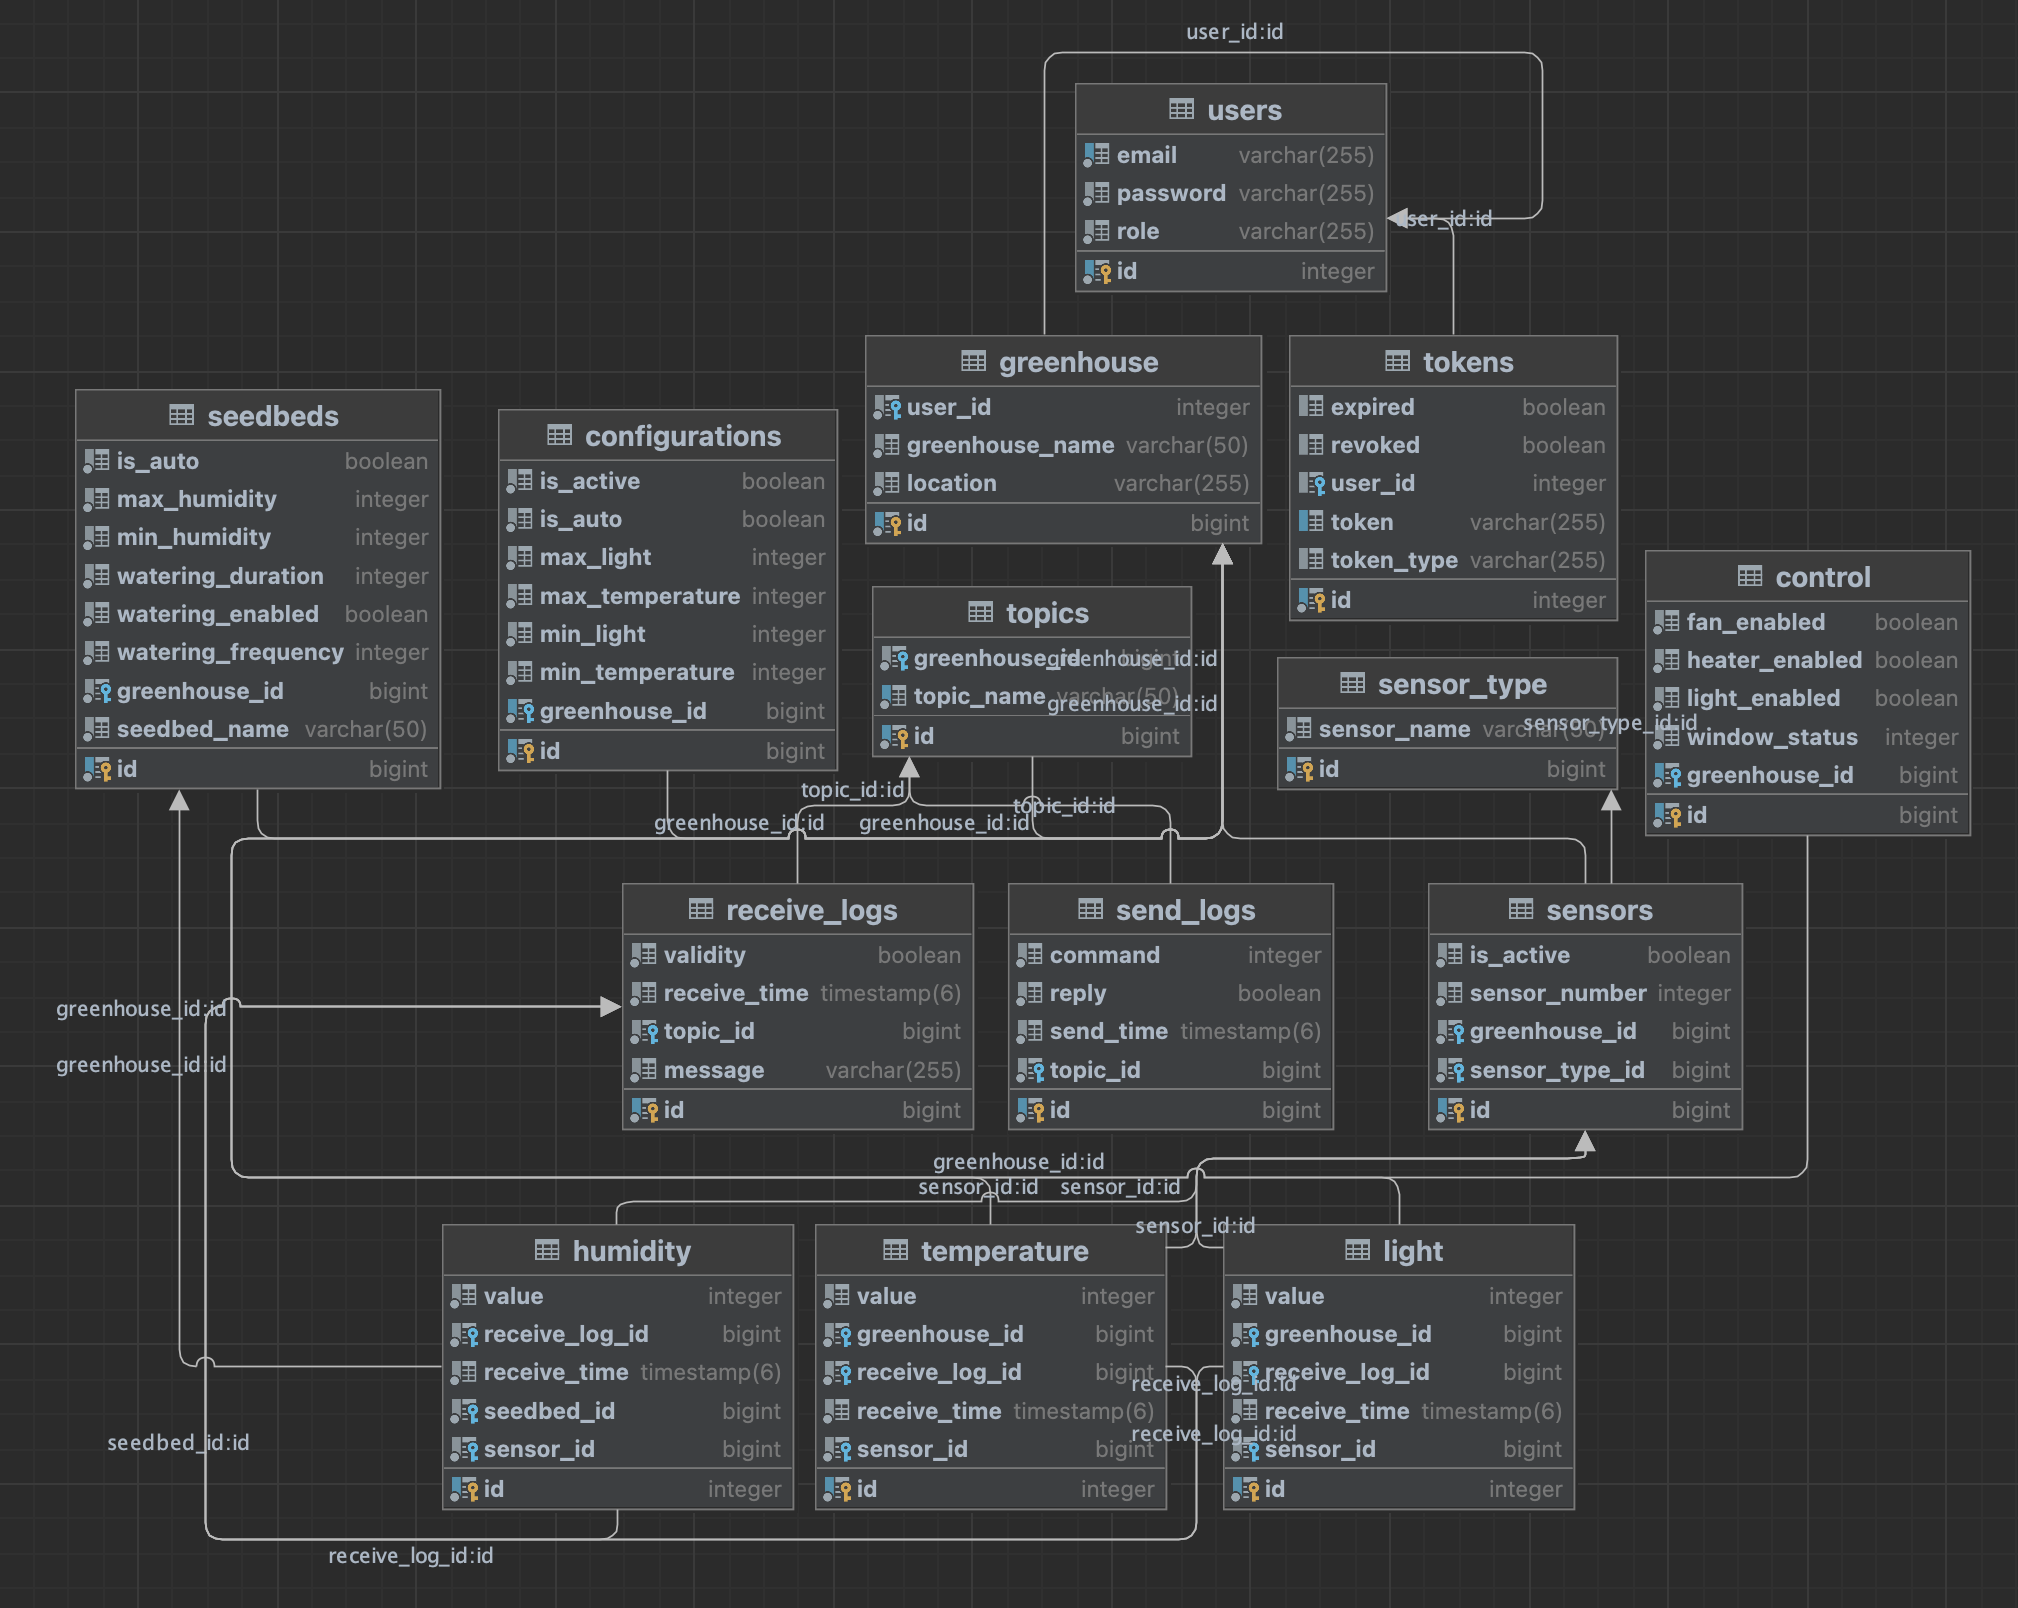 user_id:id
users
email varchar(255)
password varchar(255)
role varchar(255)
id integer
user_id:id
greenhouse
user_id integer
greenhouse_name varchar(50)
location varchar(255)
id bigint
tokens
expired boolean
revoked boolean
user_id integer
token varchar(255)
token_type varchar(255)
id integer
seedbeds
is_auto boolean
max_humidity integer
min_humidity integer
watering_duration integer
watering_enabled boolean
watering_frequency integer
greenhouse_id bigint
seedbed_name varchar(50)
id bigint
configurations
is_active boolean
is_auto boolean
max_light integer
max_temperature integer
min_light integer
min_temperature integer
greenhouse_id bigint
id bigint
topics
greenhouse_id bigint
greenhouse_id:id
topic_name varchar(50)
greenhouse_id:id
id bigint
sensor_type
sensor_name varchar(50)
sensor_type_id:id
id bigint
control
fan_enabled boolean
heater_enabled boolean
light_enabled boolean
window_status integer
greenhouse_id bigint
id bigint
topic_id:id
topic_id:id
greenhouse_id:id
greenhouse_id:id
receive_logs
validity boolean
receive_time timestamp(6)
topic_id bigint
message varchar(255)
id bigint
send_logs
command integer
reply boolean
send_time timestamp(6)
topic_id bigint
id bigint
sensors
is_active boolean
sensor_number integer
greenhouse_id bigint
sensor_type_id bigint
id bigint
greenhouse_id:id
greenhouse_id:id
greenhouse_id:id
sensor_id:id
sensor_id:id
sensor_id:id
humidity
value integer
receive_log_id bigint
receive_time timestamp(6)
seedbed_id bigint
sensor_id bigint
id integer
temperature
value integer
greenhouse_id bigint
receive_log_id bigint
receive_time timestamp(6)
sensor_id bigint
id integer
light
value integer
greenhouse_id bigint
receive_log_id bigint
receive_time timestamp(6)
sensor_id bigint
id integer
receive_log_id:id
receive_log_id:id
seedbed_id:id
receive_log_id:id